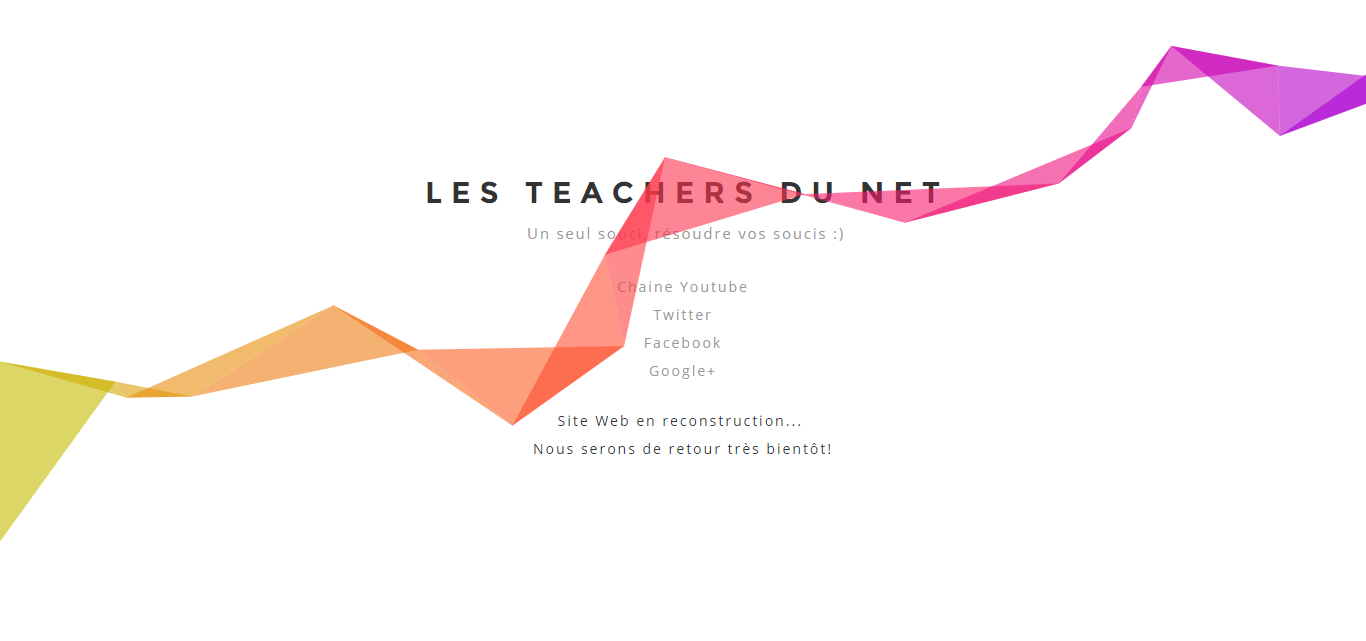 LES TEACHERS DU NET
Un seul souci, résoudre vos soucis :)
Chaine Youtube
Twitter
Facebook
Google+
Site Web en reconstruction...
Nous serons de retour très bientôt!